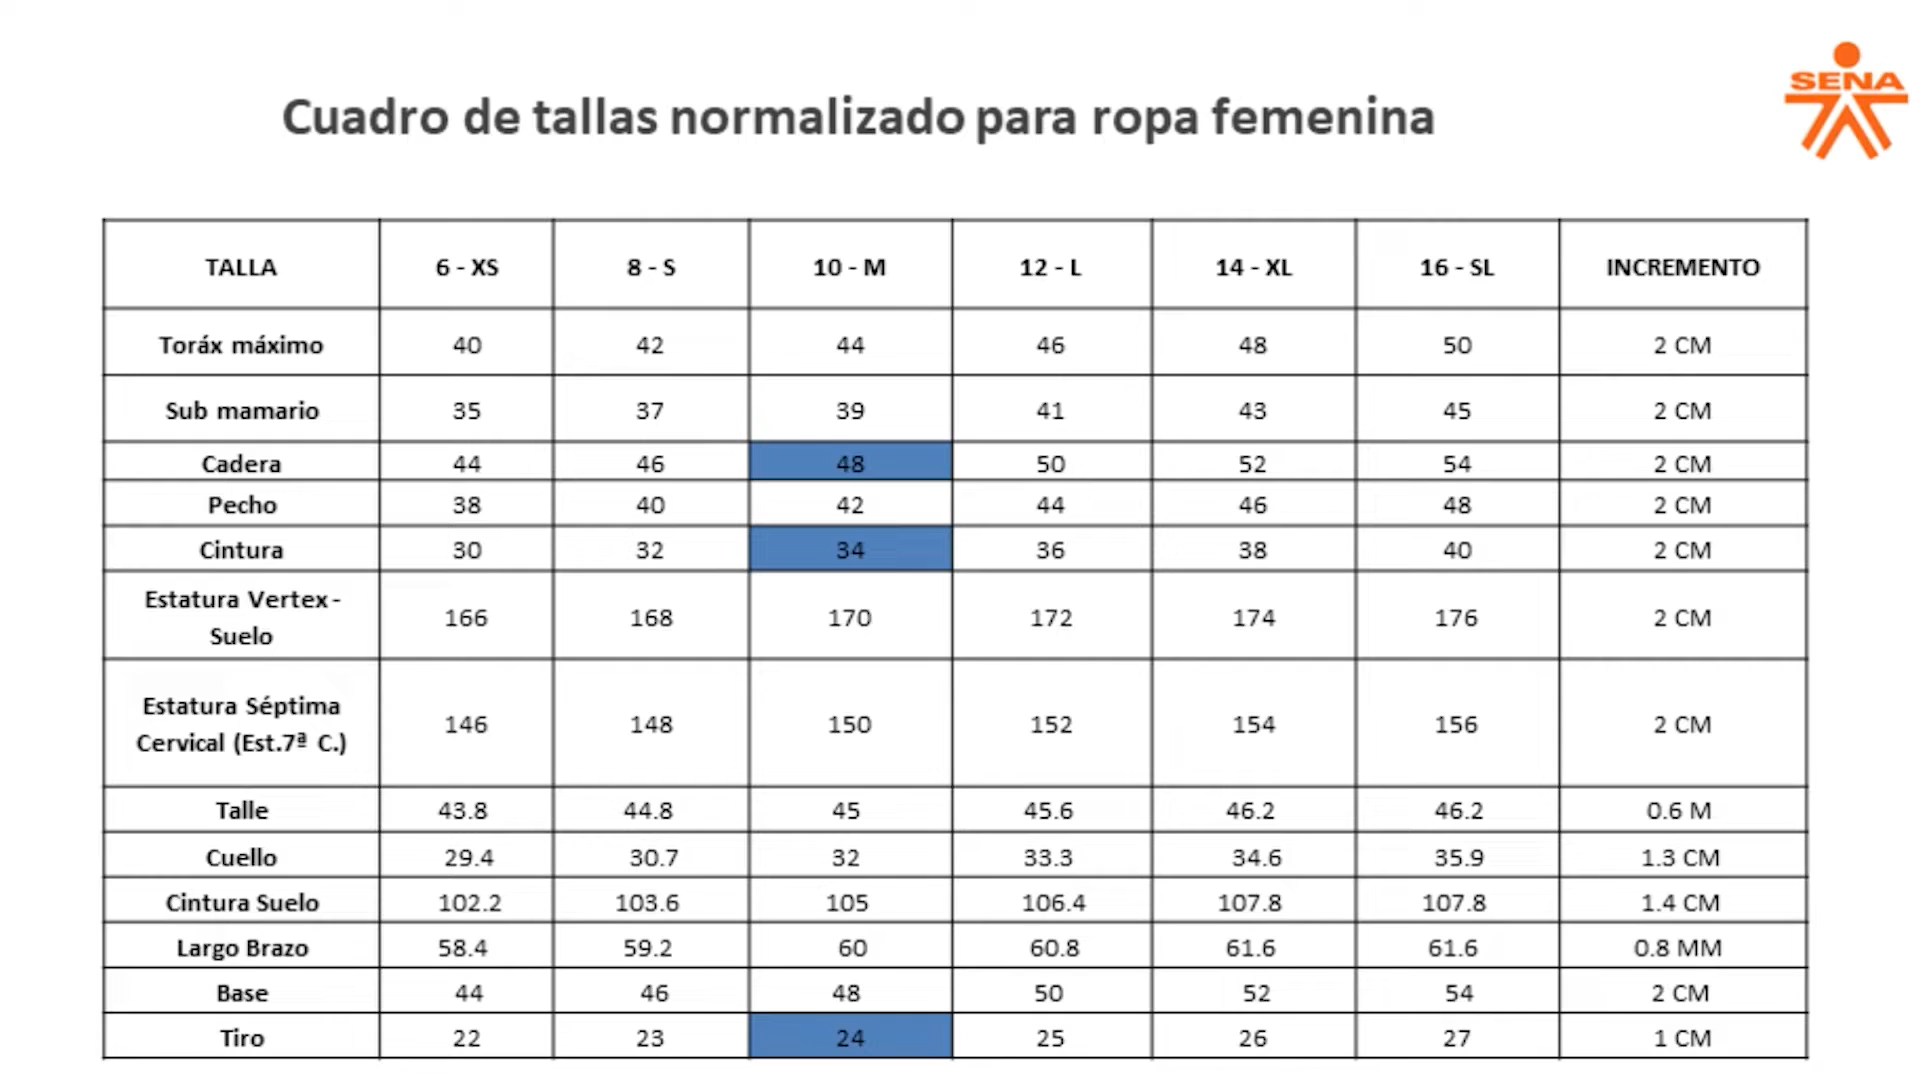 SENA
Cuadro de tallas normalizado para ropa femenina
TALLA 6 - XS 8 - S 10 - M 12 - L 14 - XL 16 - SL INCREMENTO
Toráx máximo 40 42 44 46 48 50 2 CM
Sub mamario 35 37 39 41 43 45 2 CM
Cadera 44 46 48 50 52 54 2 CM
Pecho 38 40 42 44 46 48 2 CM
Cintura 30 32 34 36 38 40 2 CM
Estatura Vertex -
Suelo 166 168 170 172 174 176 2 CM
Estatura Séptima
Cervical (Est.7ª C.) 146 148 150 152 154 156 2 CM
Talle 43.8 44.8 45 45.6 46.2 46.2 0.6 M
Cuello 29.4 30.7 32 33.3 34.6 35.9 1.3 CM
Cintura Suelo 102.2 103.6 105 106.4 107.8 107.8 1.4 CM
Largo Brazo 58.4 59.2 60 60.8 61.6 61.6 0.8 MM
Base 44 46 48 50 52 54 2 CM
Tiro 22 23 24 25 26 27 1 CM